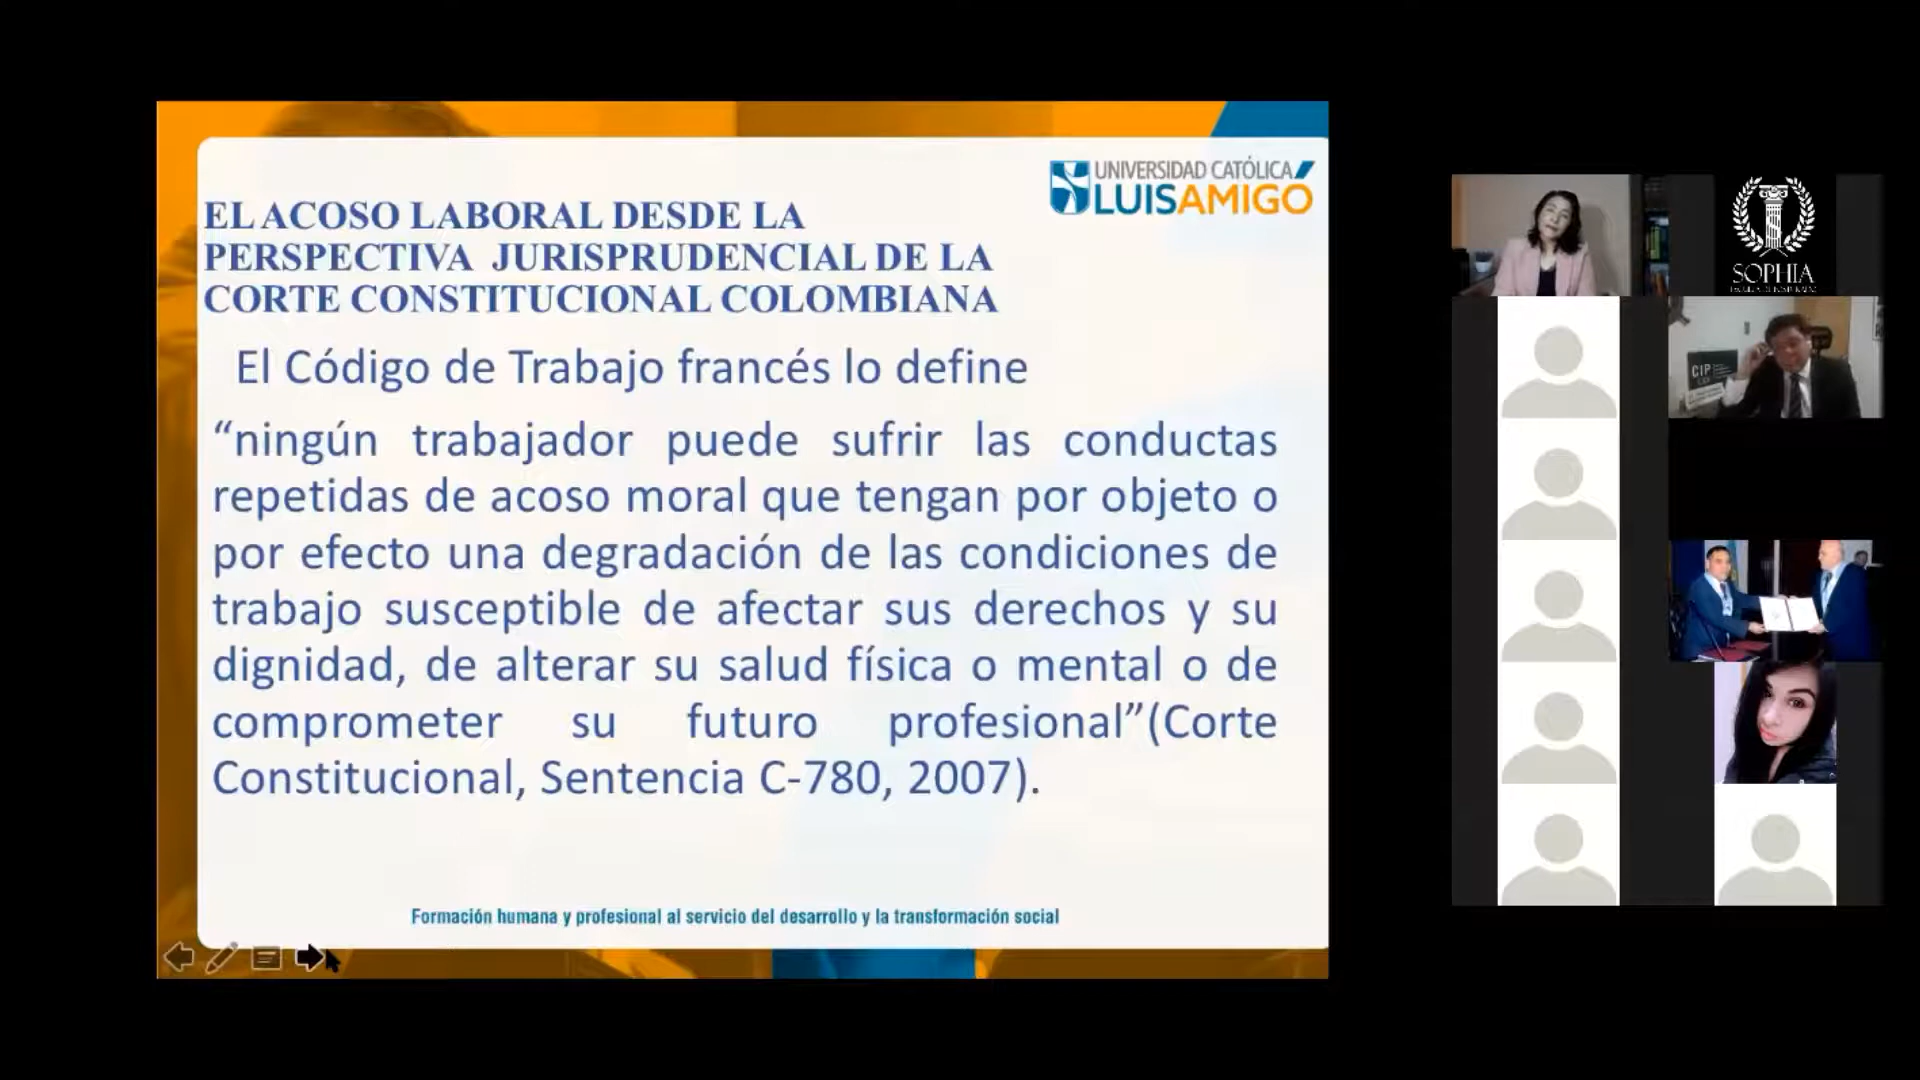 UNIVERSIDAD CATÓLICA
LUISAMIGÓ
EL ACOSO LABORAL DESDE LA
PERSPECTIVA JURISPRUDENCIAL DE LA
CORTE CONSTITUCIONAL COLOMBIANA
El Código de Trabajo francés lo define
“ningún trabajador puede sufrir las conductas
repetidas de acoso moral que tengan por objeto o
por efecto una degradación de las condiciones de
trabajo susceptible de afectar sus derechos y su
dignidad, de alterar su salud física o mental o de
comprometer su futuro profesional”(Corte
Constitucional, Sentencia C-780, 2007).
Formación humana y profesional al servicio del desarrollo y la transformación social
SOPHIA
CIP